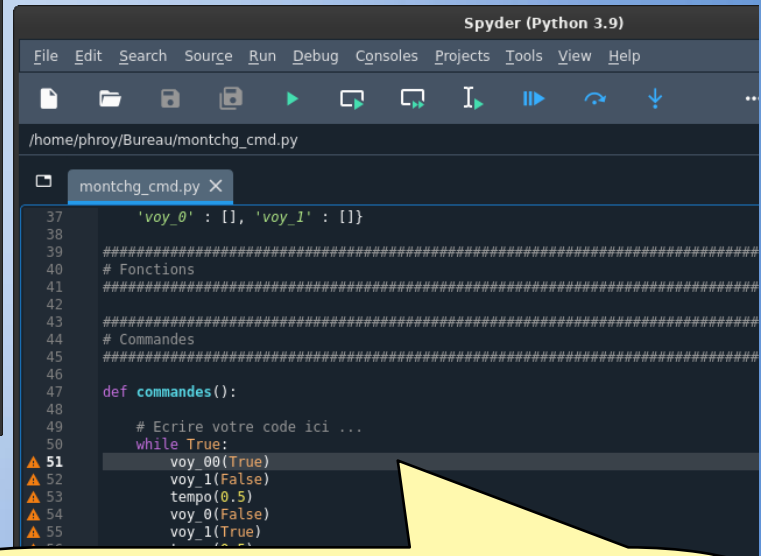 Spyder (Python 3.9)
File Edit Search Source Run Debug Consoles Projects Tools View Help
/home/phroy/Bureau/montchg_cmd.py
montchg_cmd.py
37 'voy_0' : [], 'voy_1' : []}
38
39 ##############################################################################
40 # Fonctions
41 ##############################################################################
42
43 ##############################################################################
44 # Commandes
45 ##############################################################################
46
47 def commandes():
48
49 # Ecrire votre code ici ...
50 while True:
51 voy_00(True)
52 voy_1(False)
53 tempo(0.5)
54 voy_0(False)
55 voy_1(True)